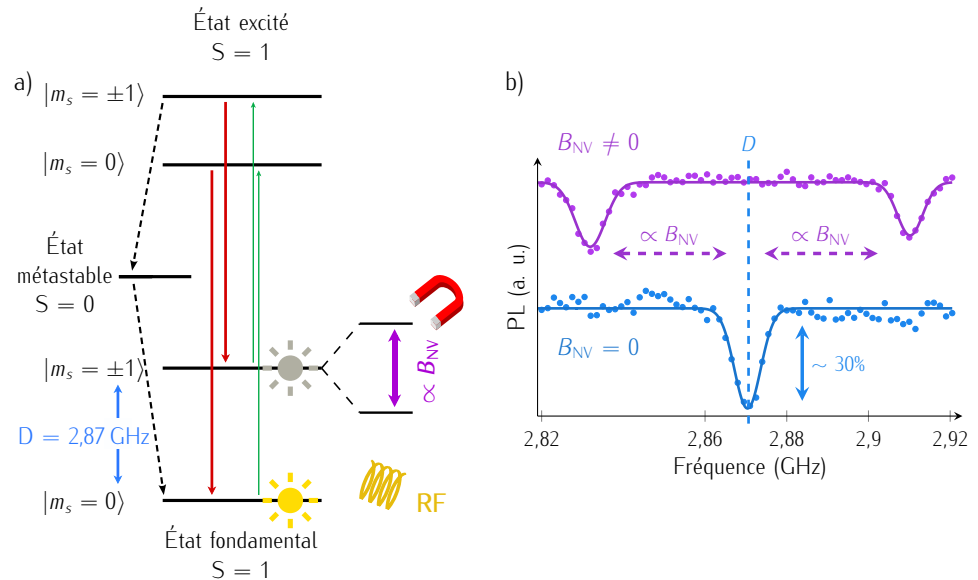 a)
État excité
S = 1
|m_s = ±1⟩
|m_s = 0⟩
État
métastable
S = 0
|m_s = ±1⟩
∝ B_NV
D = 2,87 GHz
|m_s = 0⟩
RF
État fondamental
S = 1
b)
B_NV ≠ 0
D
∝ B_NV
∝ B_NV
PL (a. u.)
B_NV = 0
∼ 30%
2,82
2,86
2,88
2,9
2,92
Fréquence (GHz)